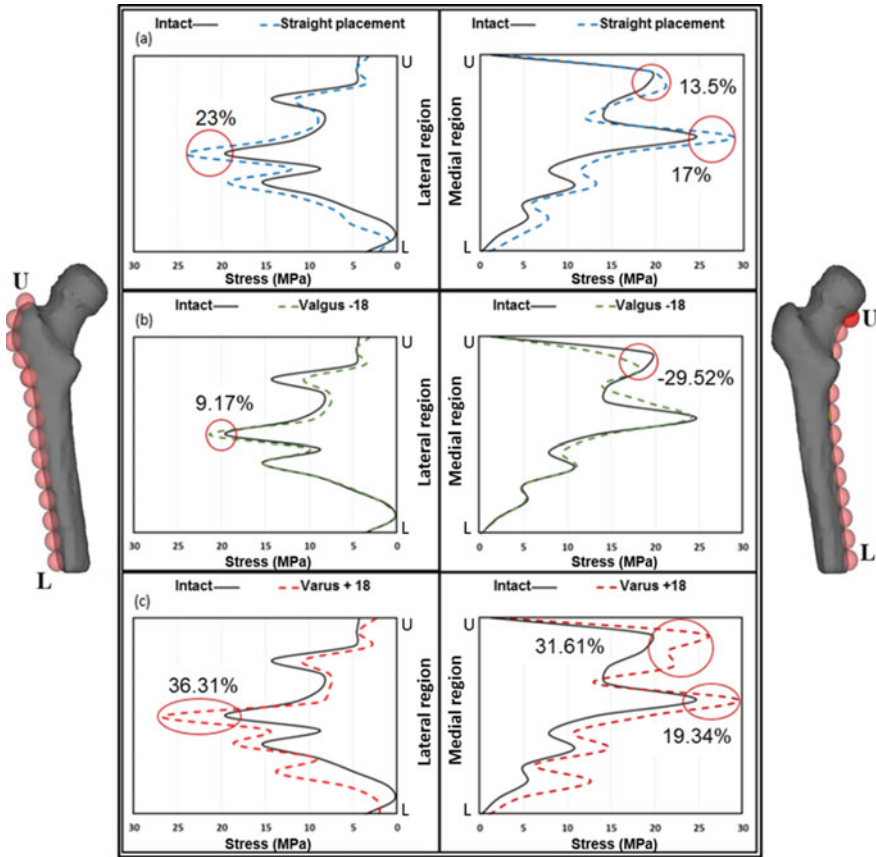 Intact— Straight placement
Intact— Straight placement
(a)
U
Lateral region
L
23%
30 25 20 15 10 5 0
Stress (MPa)
U
Medial region
L
13.5%
17%
0 5 10 15 20 25 30
Stress (MPa)
Intact— Valgus -18
Intact— Valgus -18
(b)
U
Lateral region
L
9.17%
30 25 20 15 10 5 0
Stress (MPa)
U
Medial region
L
-29.52%
0 5 10 15 20 25 30
Stress (MPa)
Intact— Varus + 18
Intact— Varus +18
(c)
U
Lateral region
L
36.31%
30 25 20 15 10 5 0
Stress (MPa)
U
Medial region
L
31.61%
19.34%
0 5 10 15 20 25 30
Stress (MPa)
U
L
U
L